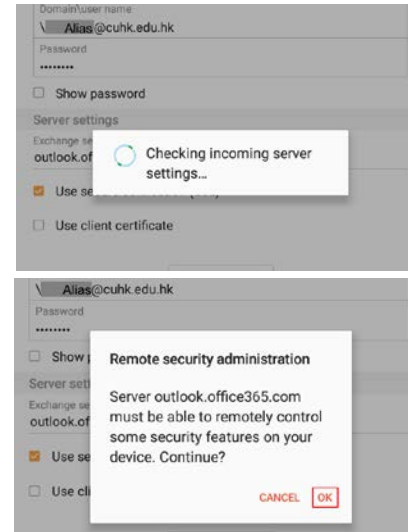 Domain\user name
\ Alias@cuhk.edu.hk
Password
••••••••
Show password
Server settings
Exchange se
outlook.of
Checking incoming server
settings...
Use se
Use client certificate
\ Alias@cuhk.edu.hk
Password
••••••••
Show
Remote security administration
Server sett
Server outlook.office365.com
must be able to remotely control
some security features on your
device. Continue?
Exchange se
outlook.of
Use se
Use cli
CANCEL OK